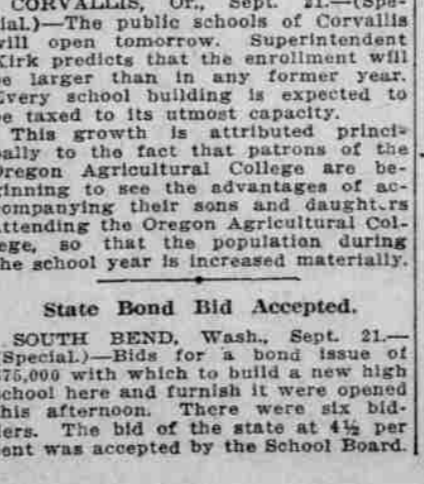 CORVALLIS, Or., Sept. 21.—(Spe-
ial.)—The public schools of Corvallis
will open tomorrow. Superintendent
Kirk predicts that the enrollment will
e larger than in any former year.
Every school building is expected to
e taxed to its utmost capacity.
This growth is attributed princi-
ally to the fact that patrons of the
Oregon Agricultural College are be-
inning to see the advantages of ac-
ompanying their sons and daught.rs
attending the Oregon Agricultural Col-
ege, so that the population during
he school year is increased materially.
State Bond Bid Accepted.
SOUTH BEND, Wash., Sept. 21.—
(Special.)—Bids for a bond issue of
$75,000 with which to build a new high
school here and furnish it were opened
his afternoon. There were six bid-
ers. The bid of the state at 4½ per
ent was accepted by the School Board.